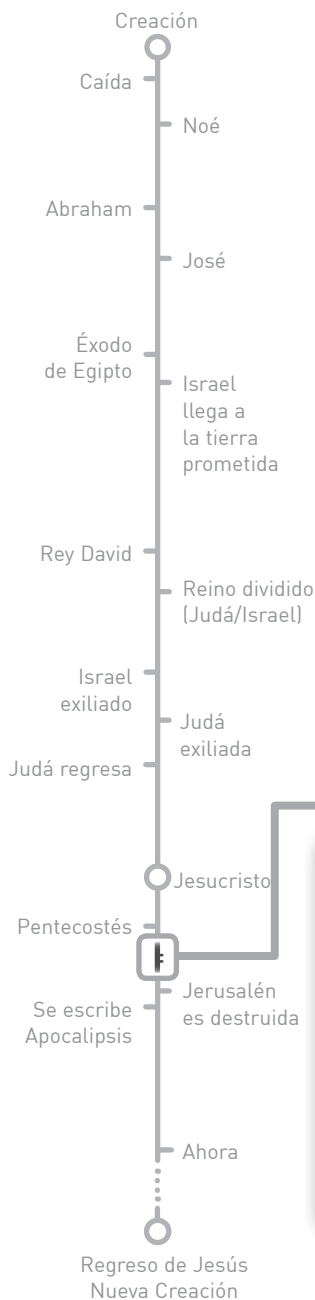 Creación
Caída
Noé
Abraham
José
Éxodo
de Egipto
Israel
llega a
la tierra
prometida
Rey David
Reino dividido
(Judá/Israel)
Israel
exiliado
Judá
exiliada
Judá regresa
Jesucristo
Pentecostés
Jerusalén
es destruida
Se escribe
Apocalipsis
Ahora
Regreso de Jesús
Nueva Creación